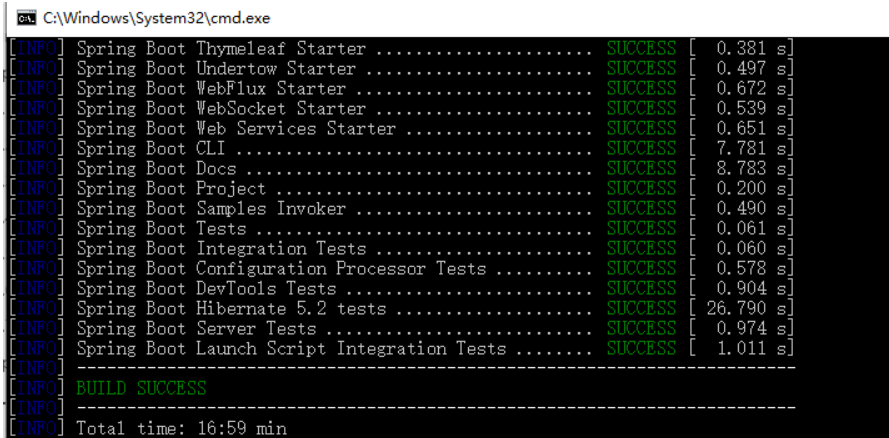 C:\Windows\System32\cmd.exe
[INFO] Spring Boot Thymeleaf Starter ...................... SUCCESS [  0.381 s]
[INFO] Spring Boot Undertow Starter ....................... SUCCESS [  0.497 s]
[INFO] Spring Boot WebFlux Starter ........................ SUCCESS [  0.672 s]
[INFO] Spring Boot WebSocket Starter ...................... SUCCESS [  0.539 s]
[INFO] Spring Boot Web Services Starter ................... SUCCESS [  0.651 s]
[INFO] Spring Boot CLI .................................... SUCCESS [  7.781 s]
[INFO] Spring Boot Docs ................................... SUCCESS [  8.783 s]
[INFO] Spring Boot Project ................................ SUCCESS [  0.200 s]
[INFO] Spring Boot Samples Invoker ........................ SUCCESS [  0.490 s]
[INFO] Spring Boot Tests .................................. SUCCESS [  0.061 s]
[INFO] Spring Boot Integration Tests ...................... SUCCESS [  0.060 s]
[INFO] Spring Boot Configuration Processor Tests .......... SUCCESS [  0.578 s]
[INFO] Spring Boot DevTools Tests ......................... SUCCESS [  0.904 s]
[INFO] Spring Boot Hibernate 5.2 tests .................... SUCCESS [ 26.790 s]
[INFO] Spring Boot Server Tests ........................... SUCCESS [  0.974 s]
[INFO] Spring Boot Launch Script Integration Tests ........ SUCCESS [  1.011 s]
[INFO] ------------------------------------------------------------------------
[INFO] BUILD SUCCESS
[INFO] ------------------------------------------------------------------------
[INFO] Total time: 16:59 min